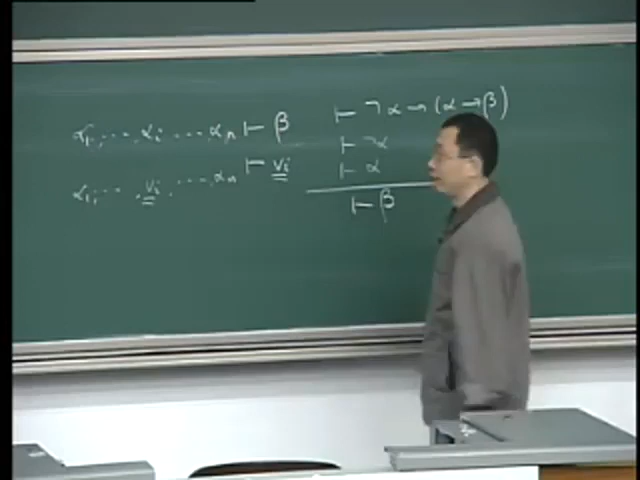 α₁, ⋯, αᵢ, ⋯, αₙ ⊢ β
α₁, ⋯, vᵢ, ⋯, αₙ ⊢ vᵢ
⊢ ¬α → (α → β)
⊢ ¬α
⊢ α
⊢ β